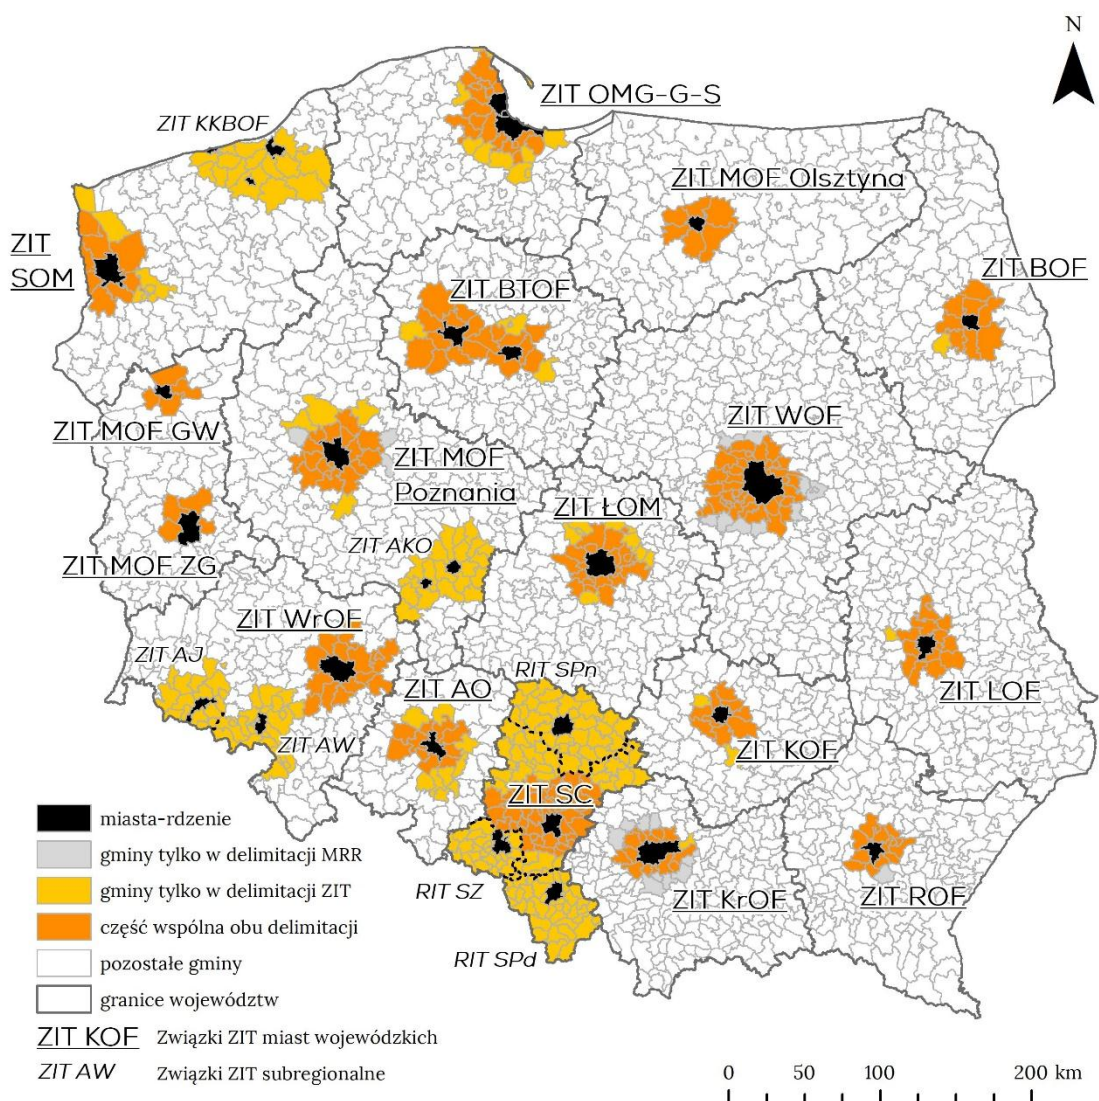 N
ZIT OMG-G-S
ZIT KKBOF
ZIT MOF Olsztyna
ZIT
SOM
ZIT BOF
ZIT BTOF
ZIT MOF GW
ZIT WOF
ZIT MOF
Poznania
ZIT ŁOM
ZIT AKO
ZIT MOF ZG
ZIT WrOF
ZIT AJ
RIT SPn
ZIT AO
ZIT LOF
ZIT AW
ZIT KOF
ZIT SC
RIT SZ
ZIT KrOF
ZIT ROF
RIT SPd
miasta-rdzenie
gminy tylko w delimitacji MRR
gminy tylko w delimitacji ZIT
część wspólna obu delimitacji
pozostałe gminy
granice województw
ZIT KOF Związki ZIT miast wojewódzkich
ZIT AW Związki ZIT subregionalne
0 50 100 200 km